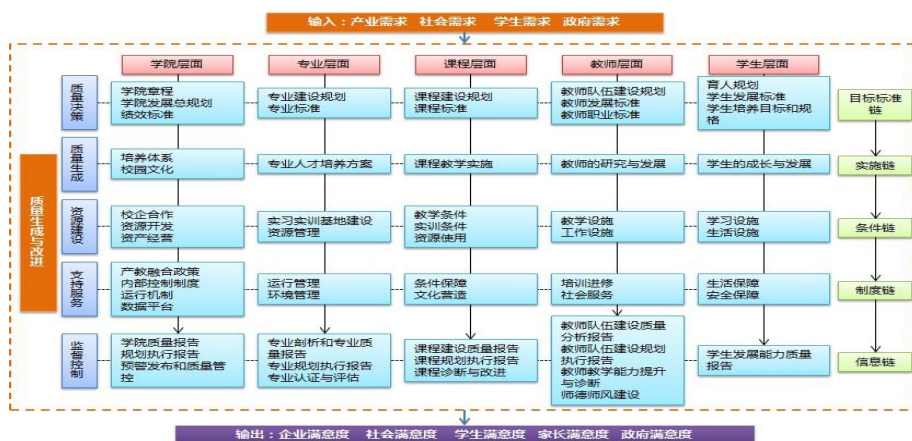 输入：产业需求 社会需求 学生需求 政府需求
学院层面
专业层面
课程层面
教师层面
学生层面
质量生成与改进
质量决策
学院章程
学院发展总规划
绩效标准
专业建设规划
专业标准
课程建设规划
课程标准
教师队伍建设规划
教师发展标准
教师职业标准
育人规划
学生发展标准
学生培养目标和规
格
目标标准
链
质量生成
培养体系
校园文化
专业人才培养方案
课程教学实施
教师的研究与发展
学生的成长与发展
实施链
资源建设
校企合作
资源开发
资产经营
实习实训基地建设
资源管理
教学条件
实训条件
资源使用
教学设施
工作设施
学习设施
生活设施
条件链
支持服务
产教融合政策
内部控制制度
运行机制
数据平台
运行管理
环境管理
条件保障
文化营造
培训进修
社会服务
生活保障
安全保障
制度链
监督控制
学院质量报告
规划执行报告
预警发布和质量管
控
专业剖析和专业质
量报告
专业规划执行报告
专业认证与评估
课程建设质量报告
课程规划执行报告
课程诊断与改进
教师队伍建设质量
分析报告
教师队伍建设规划
执行报告
教师教学能力提升
与诊断
师德师风建设
学生发展能力质量
报告
信息链
输出：企业满意度 社会满意度 学生满意度 家长满意度 政府满意度